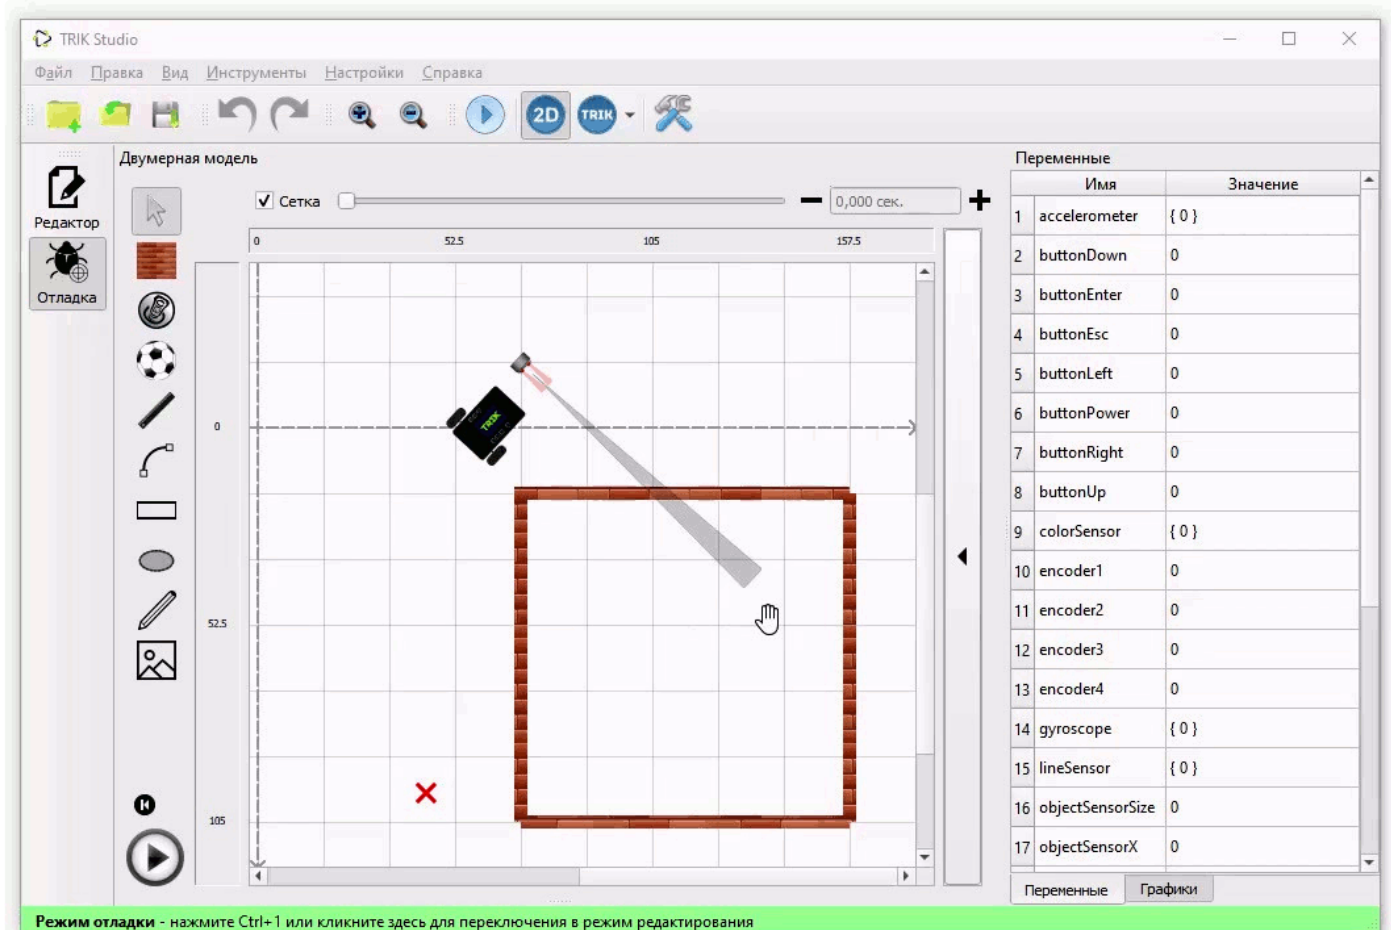 TRIK Studio
Файл Правка Вид Инструменты Настройки Справка
2D TRIK
Редактор
Отладка
Двумерная модель
Сетка
0,000 сек.
0 52.5 105 157.5
0
52.5
105
TRIK
Переменные
Имя Значение
1 accelerometer { 0 }
2 buttonDown 0
3 buttonEnter 0
4 buttonEsc 0
5 buttonLeft 0
6 buttonPower 0
7 buttonRight 0
8 buttonUp 0
9 colorSensor { 0 }
10 encoder1 0
11 encoder2 0
12 encoder3 0
13 encoder4 0
14 gyroscope { 0 }
15 lineSensor { 0 }
16 objectSensorSize 0
17 objectSensorX 0
Переменные Графики
Режим отладки - нажмите Ctrl+1 или кликните здесь для переключения в режим редактирования